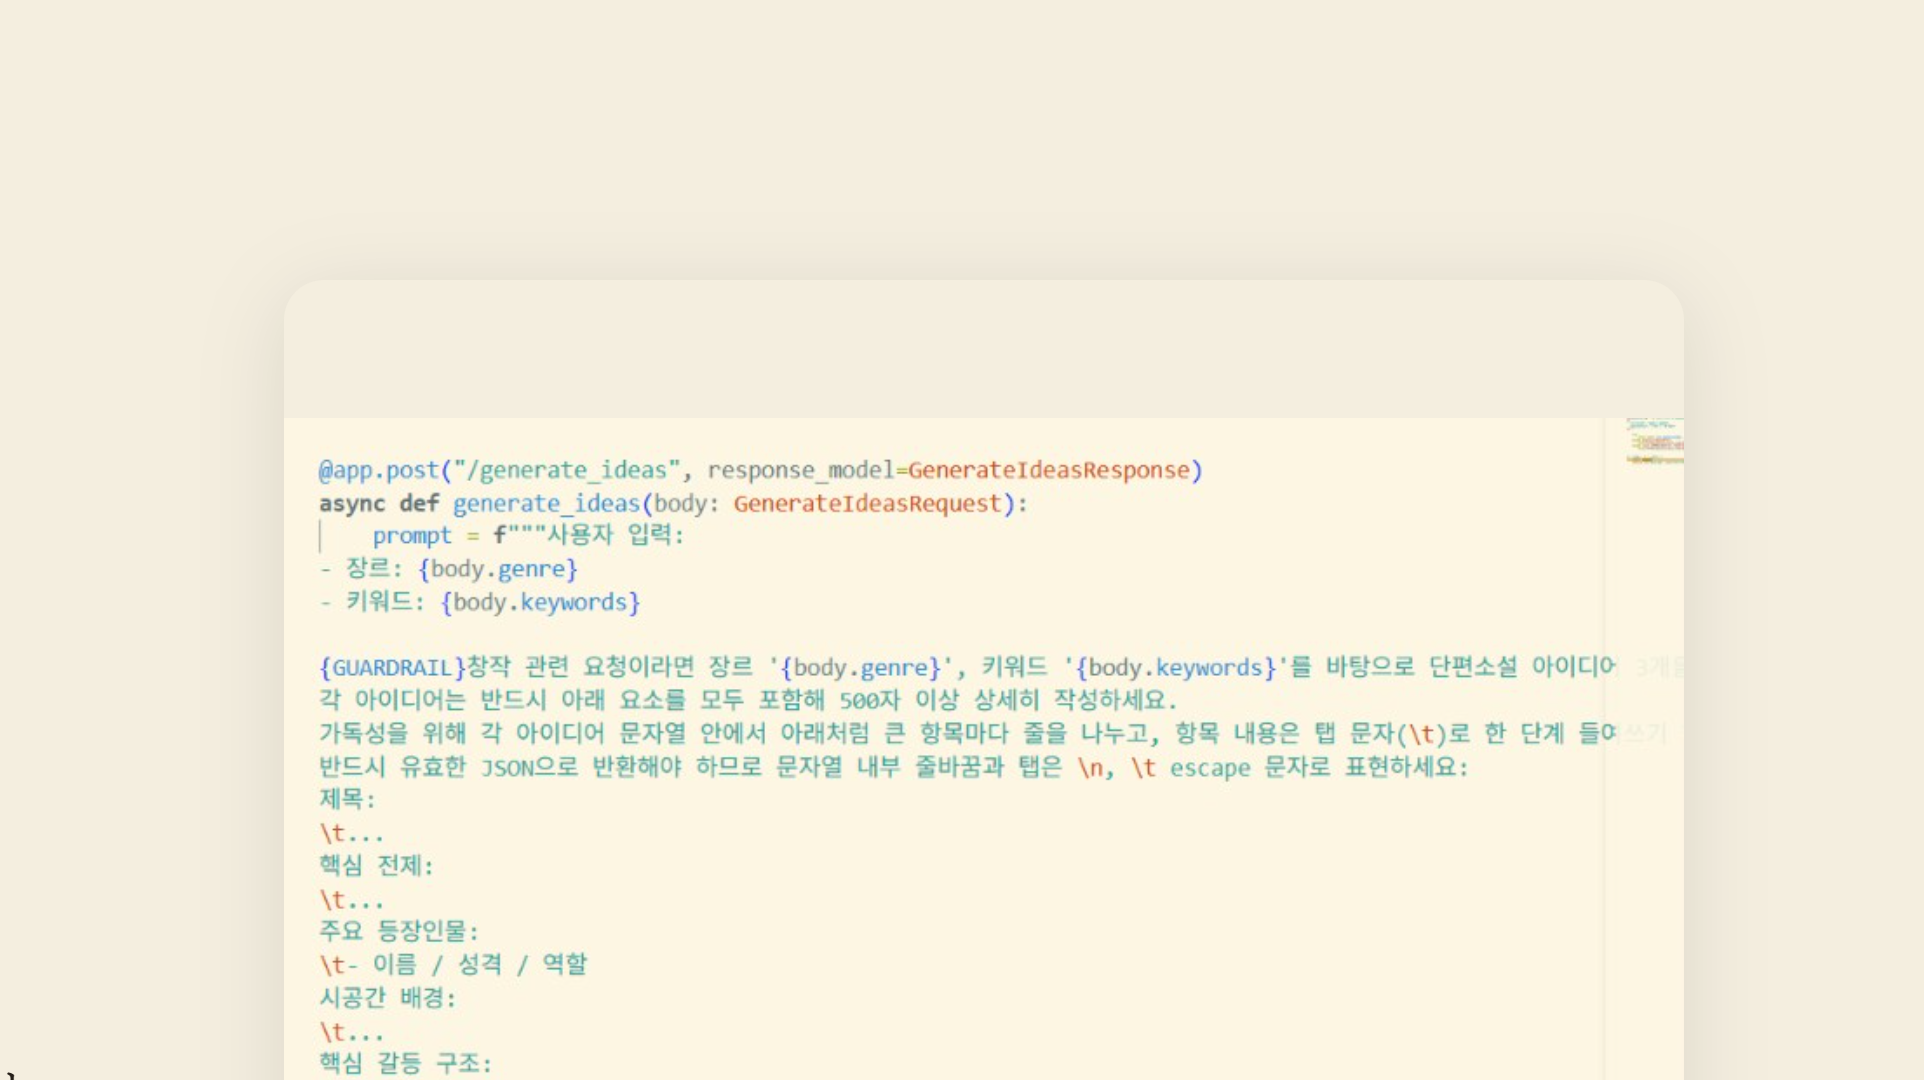 @app.post("/generate_ideas", response_model=GenerateIdeasResponse)
async def generate_ideas(body: GenerateIdeasRequest):
    prompt = f"""사용자 입력:
- 장르: {body.genre}
- 키워드: {body.keywords}

{GUARDRAIL}창작 관련 요청이라면 장르 '{body.genre}', 키워드 '{body.keywords}'를 바탕으로 단편소설 아이디어 3개를
각 아이디어는 반드시 아래 요소를 모두 포함해 500자 이상 상세히 작성하세요.
가독성을 위해 각 아이디어 문자열 안에서 아래처럼 큰 항목마다 줄을 나누고, 항목 내용은 탭 문자(\t)로 한 단계 들여쓰기
반드시 유효한 JSON으로 반환해야 하므로 문자열 내부 줄바꿈과 탭은 \n, \t escape 문자로 표현하세요:
제목:
\t...
핵심 전제:
\t...
주요 등장인물:
\t- 이름 / 성격 / 역할
시공간 배경:
\t...
핵심 갈등 구조: